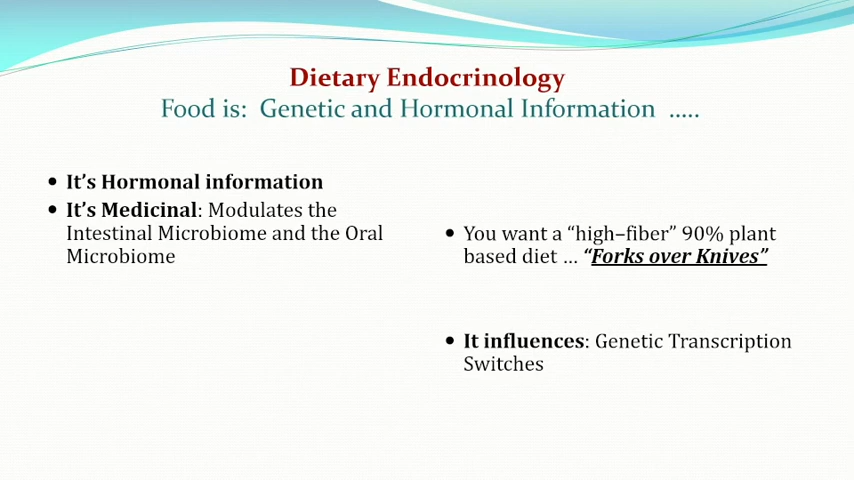 Dietary Endocrinology
Food is:  Genetic and Hormonal Information  .....
• It’s Hormonal information
• It’s Medicinal: Modulates the
Intestinal Microbiome and the Oral
Microbiome
• You want a “high–fiber” 90% plant
based diet ... “Forks over Knives”
• It influences: Genetic Transcription
Switches